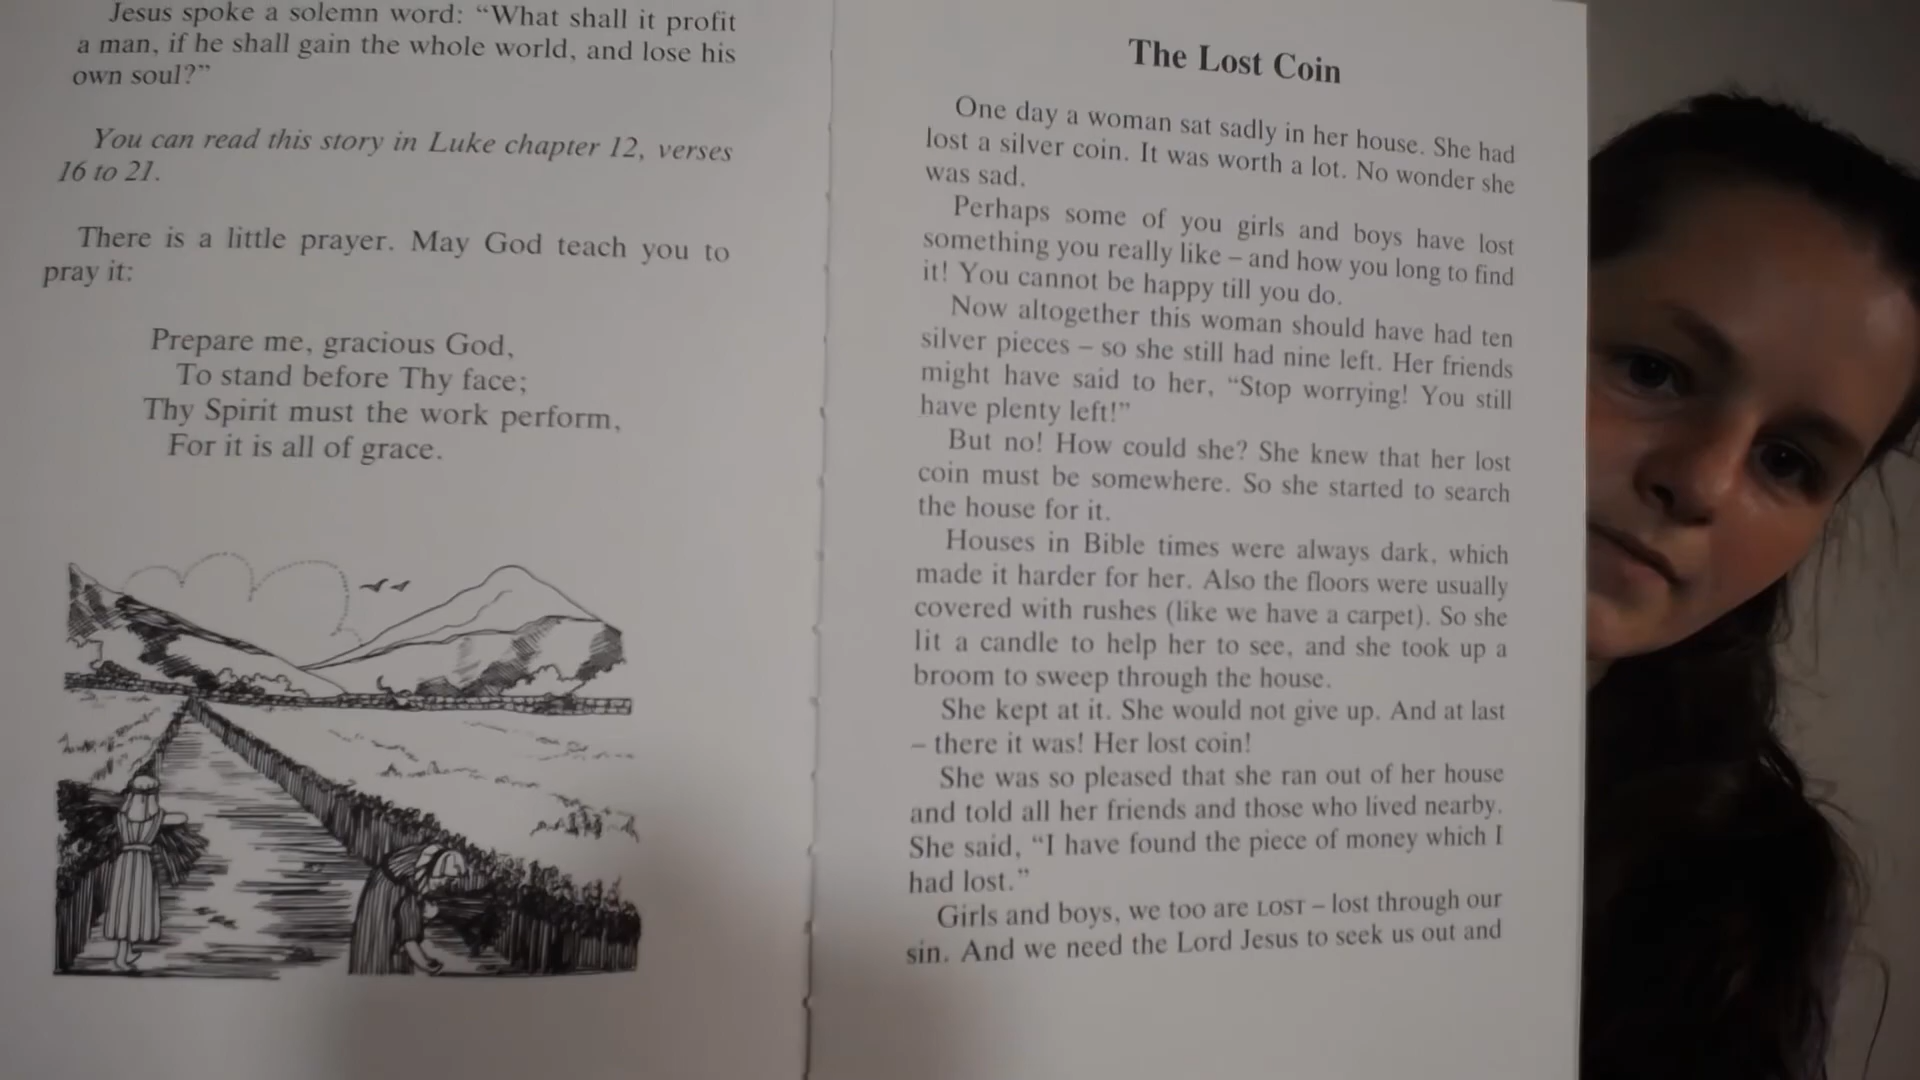 Jesus spoke a solemn word: “What shall it profit
a man, if he shall gain the whole world, and lose his
own soul?”
You can read this story in Luke chapter 12, verses
16 to 21.
There is a little prayer. May God teach you to
pray it:
Prepare me, gracious God,
To stand before Thy face;
Thy Spirit must the work perform,
For it is all of grace.
The Lost Coin
One day a woman sat sadly in her house. She had
lost a silver coin. It was worth a lot. No wonder she
was sad.
Perhaps some of you girls and boys have lost
something you really like – and how you long to find
it! You cannot be happy till you do.
Now altogether this woman should have had ten
silver pieces – so she still had nine left. Her friends
might have said to her, “Stop worrying! You still
have plenty left!”
But no! How could she? She knew that her lost
coin must be somewhere. So she started to search
the house for it.
Houses in Bible times were always dark, which
made it harder for her. Also the floors were usually
covered with rushes (like we have a carpet). So she
lit a candle to help her to see, and she took up a
broom to sweep through the house.
She kept at it. She would not give up. And at last
– there it was! Her lost coin!
She was so pleased that she ran out of her house
and told all her friends and those who lived nearby.
She said, “I have found the piece of money which I
had lost.”
Girls and boys, we too are LOST – lost through our
sin. And we need the Lord Jesus to seek us out and